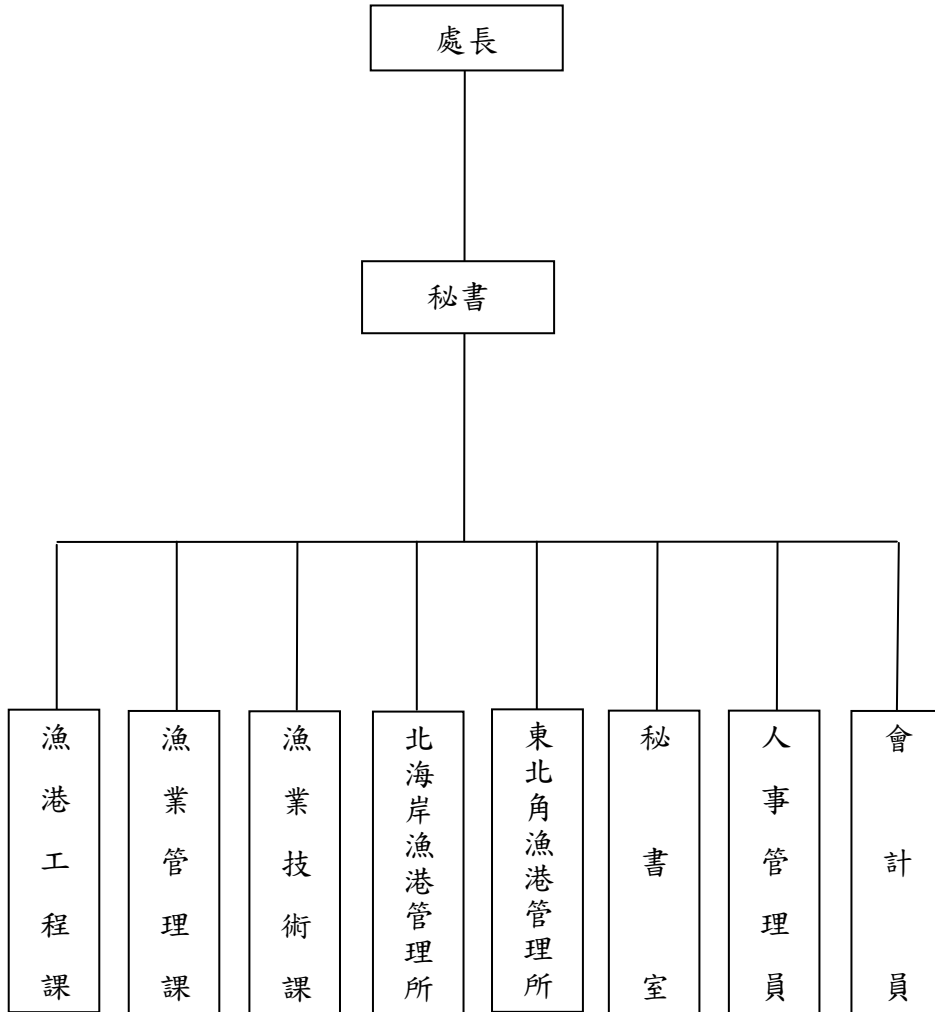 處長
秘書
漁港工程課
漁業管理課
漁業技術課
北海岸漁港管理所
東北角漁港管理所
秘書室
人事管理員
會計員